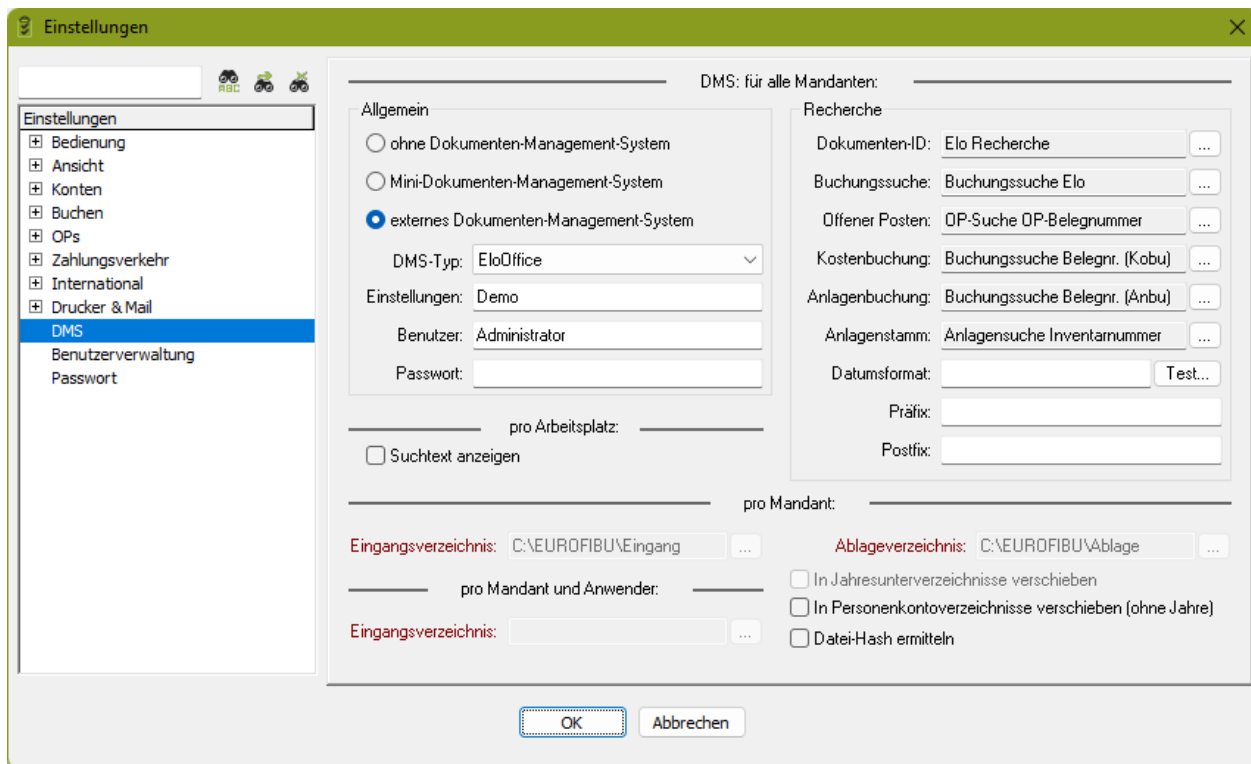 Einstellungen
ABC
Einstellungen
Bedienung
Ansicht
Konten
Buchen
OPs
Zahlungsverkehr
International
Drucker & Mail
DMS
Benutzerverwaltung
Passwort
DMS: für alle Mandanten:
Allgemein
ohne Dokumenten-Management-System
Mini-Dokumenten-Management-System
externes Dokumenten-Management-System
DMS-Typ: EloOffice
Einstellungen: Demo
Benutzer: Administrator
Passwort:
Recherche
Dokumenten-ID: Elo Recherche ...
Buchungssuche: Buchungssuche Elo ...
Offener Posten: OP-Suche OP-Belegnummer ...
Kostenbuchung: Buchungssuche Belegnr. (Kobu) ...
Anlagenbuchung: Buchungssuche Belegnr. (Anbu) ...
Anlagenstamm: Anlagensuche Inventarnummer ...
Datumsformat: Test...
Präfix:
Postfix:
pro Arbeitsplatz:
Suchtext anzeigen
pro Mandant:
Eingangsverzeichnis: C:\EUROFIBU\Eingang ...
Ablageverzeichnis: C:\EUROFIBU\Ablage ...
In Jahresunterverzeichnisse verschieben
In Personenkontoverzeichnisse verschieben (ohne Jahre)
Datei-Hash ermitteln
pro Mandant und Anwender:
Eingangsverzeichnis: ...
OK
Abbrechen